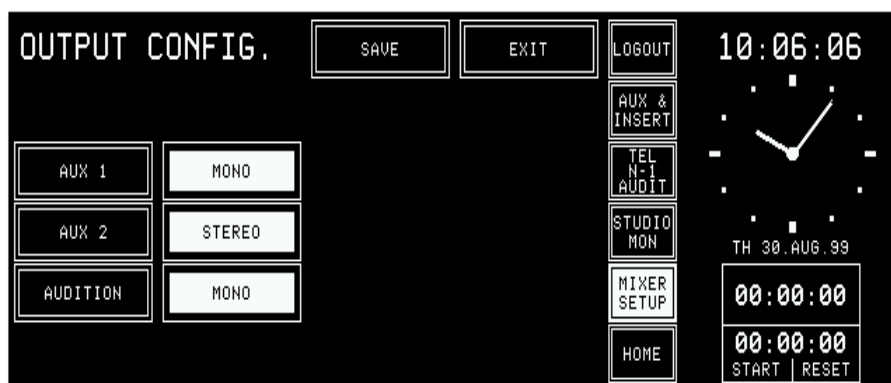 OUTPUT CONFIG.
SAVE
EXIT
LOGOUT
10:06:06
AUX &
INSERT
AUX 1
MONO
TEL
N-1
AUDIT
AUX 2
STEREO
STUDIO
MON
TH 30.AUG.99
AUDITION
MONO
MIXER
SETUP
00:00:00
HOME
00:00:00
START | RESET